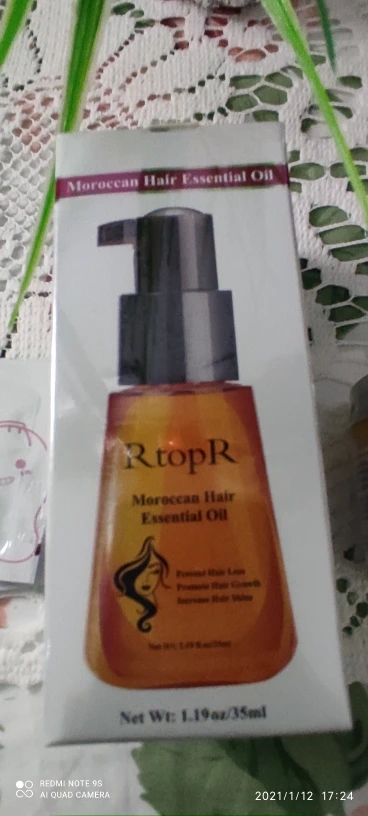 Moroccan Hair Essential Oil
RtopR
Moroccan Hair
Essential Oil
Prevent Hair Loss
Promote Hair Growth
Increase Hair Shine
Net Wt: 1.19oz/35ml
REDMI NOTE 9S
AI QUAD CAMERA
2021/1/12 17:24